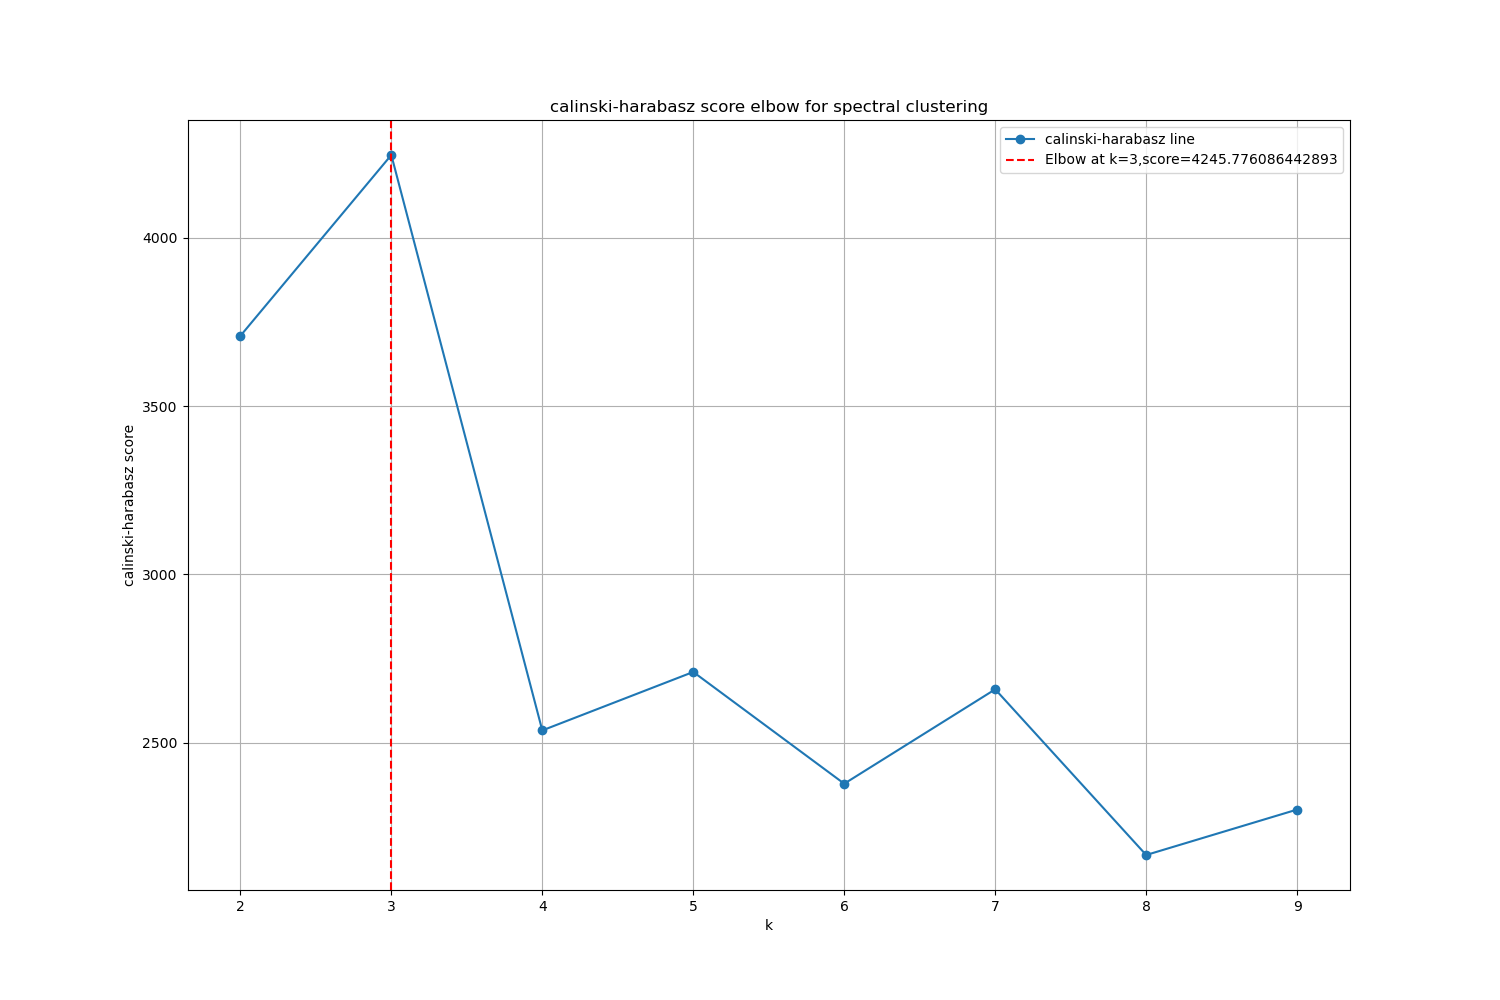 calinski-harabasz score elbow for spectral clustering
calinski-harabasz line
Elbow at k=3,score=4245.776086442893
calinski-harabasz score
4000
3500
3000
2500
2 3 4 5 6 7 8 9
k